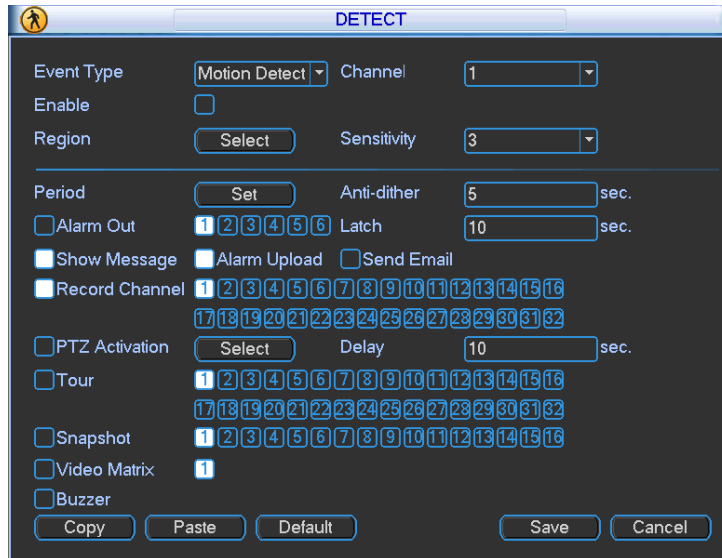 DETECT
Event Type Motion Detect Channel 1
Enable
Region Select Sensitivity 3
Period Set Anti-dither 5 sec.
Alarm Out 1 2 3 4 5 6 Latch 10 sec.
Show Message Alarm Upload Send Email
Record Channel 1 2 3 4 5 6 7 8 9 10 11 12 13 14 15 16
17 18 19 20 21 22 23 24 25 26 27 28 29 30 31 32
PTZ Activation Select Delay 10 sec.
Tour 1 2 3 4 5 6 7 8 9 10 11 12 13 14 15 16
17 18 19 20 21 22 23 24 25 26 27 28 29 30 31 32
Snapshot 1 2 3 4 5 6 7 8 9 10 11 12 13 14 15 16
Video Matrix 1
Buzzer
Copy Paste Default Save Cancel